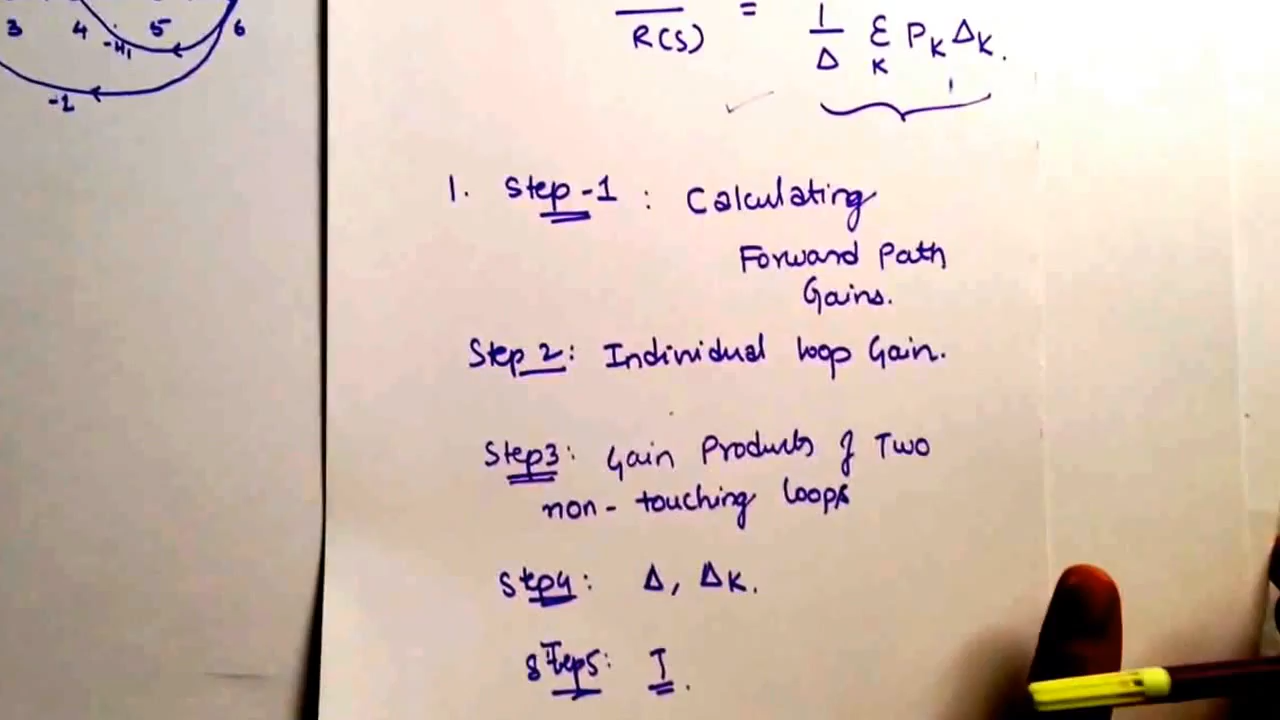 3 4 -H1 5 6
-1
R(S) = 1/Δ Σ PK ΔK.
K
1. Step-1 : Calculating
Forward Path
Gains.
Step 2: Individual loop Gain.
Step3: Gain Products of Two
non- touching loops
Step4: Δ, ΔK.
Step5: T.